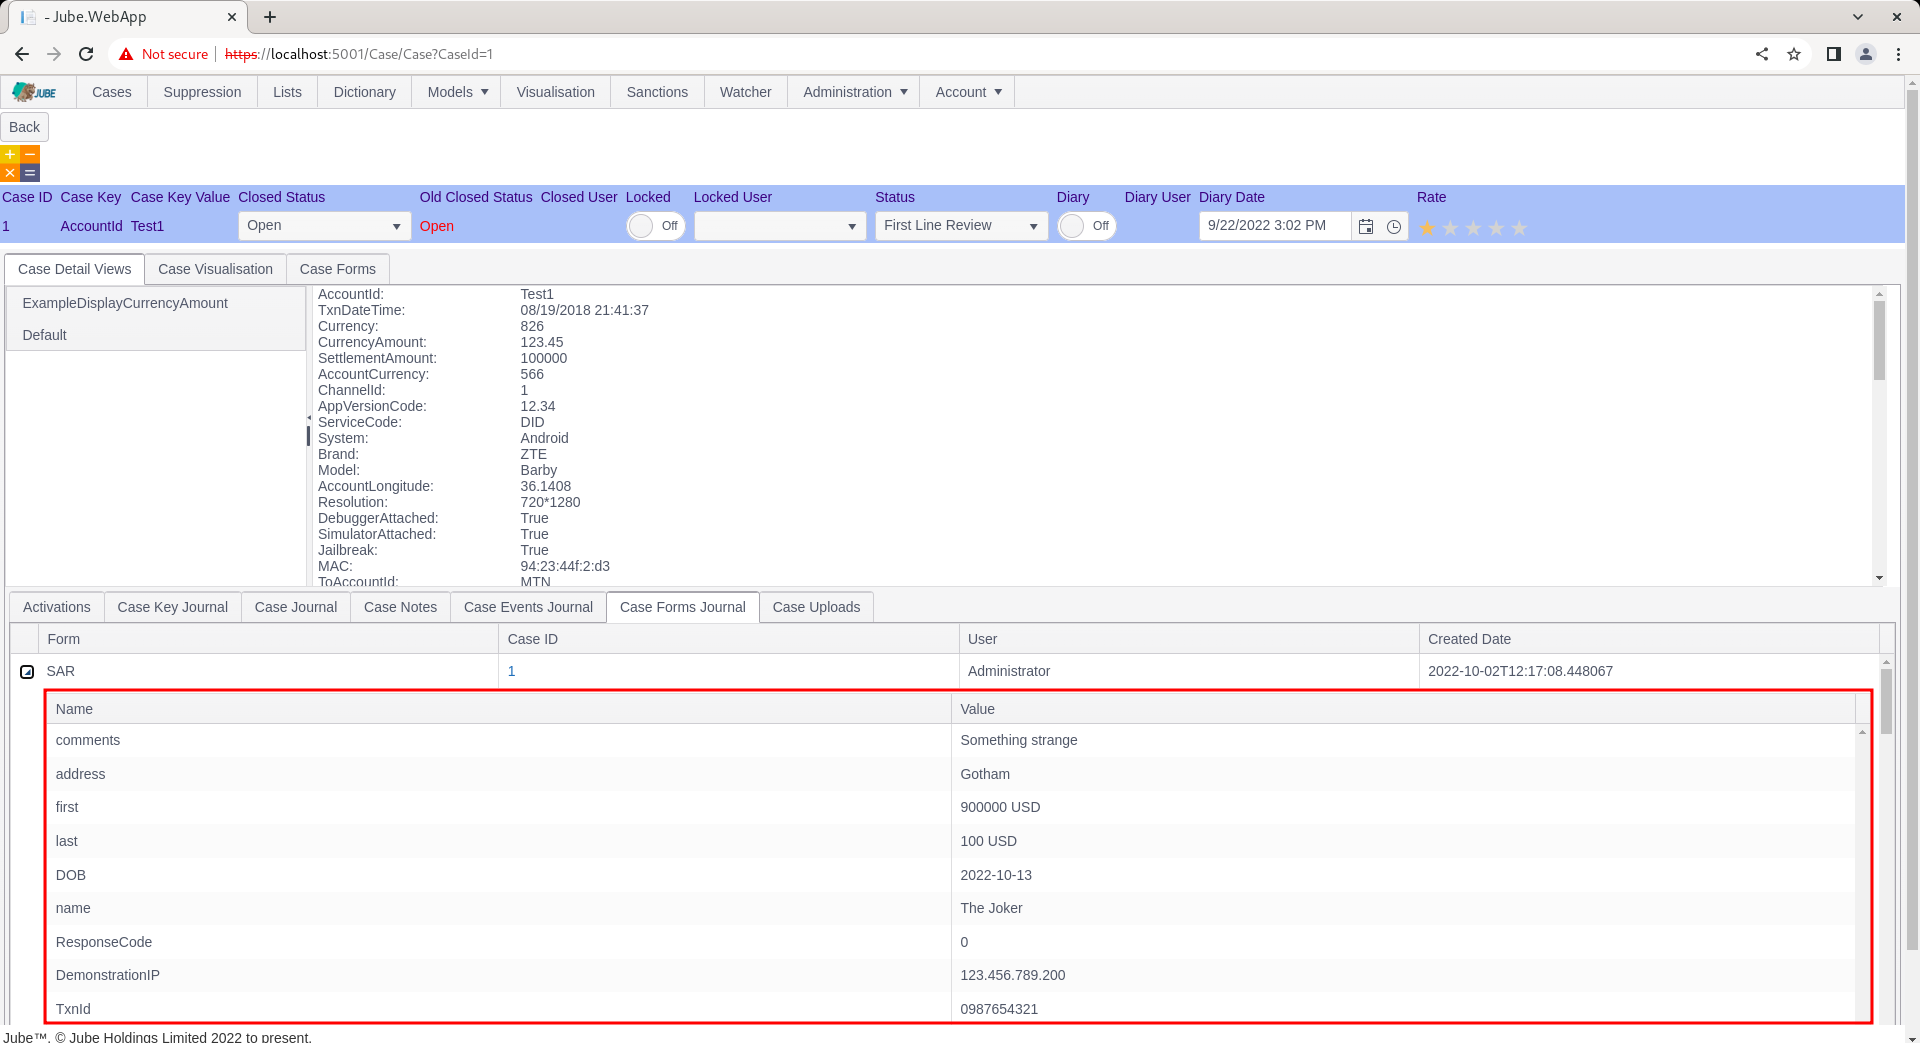 - Jube.WebApp
Not secure https://localhost:5001/Case/Case?CaseId=1
JUBE Cases Suppression Lists Dictionary Models Visualisation Sanctions Watcher Administration Account
Back
Case ID Case Key Case Key Value Closed Status Old Closed Status Closed User Locked Locked User Status Diary Diary User Diary Date Rate
1 AccountId Test1 Open Open Off First Line Review Off 9/22/2022 3:02 PM
Case Detail Views Case Visualisation Case Forms
ExampleDisplayCurrencyAmount
Default
AccountId: Test1
TxnDateTime: 08/19/2018 21:41:37
Currency: 826
CurrencyAmount: 123.45
SettlementAmount: 100000
AccountCurrency: 566
ChannelId: 1
AppVersionCode: 12.34
ServiceCode: DID
System: Android
Brand: ZTE
Model: Barby
AccountLongitude: 36.1408
Resolution: 720*1280
DebuggerAttached: True
SimulatorAttached: True
Jailbreak: True
MAC: 94:23:44f:2:d3
ToAccountId: MTN
Activations Case Key Journal Case Journal Case Notes Case Events Journal Case Forms Journal Case Uploads
Form Case ID User Created Date
SAR 1 Administrator 2022-10-02T12:17:08.448067
Name Value
comments Something strange
address Gotham
first 900000 USD
last 100 USD
DOB 2022-10-13
name The Joker
ResponseCode 0
DemonstrationIP 123.456.789.200
TxnId 0987654321
Jube™. © Jube Holdings Limited 2022 to present.